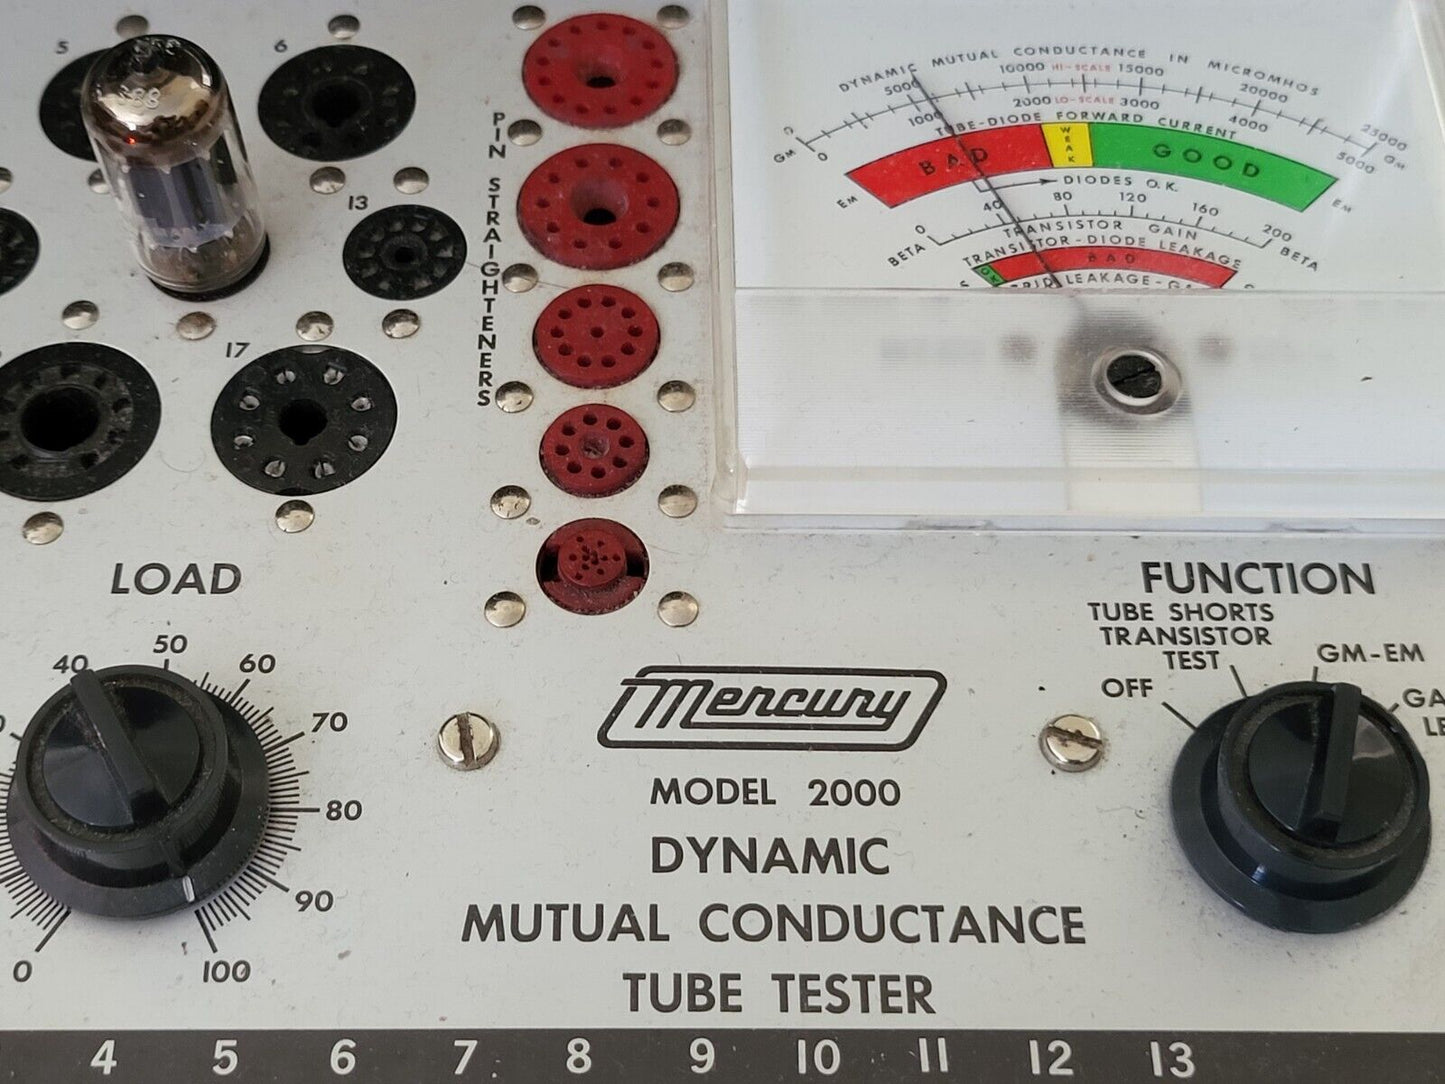 5
6
13
17
PIN STRAIGHTENERS
DYNAMIC MUTUAL CONDUCTANCE IN MICROMHOS
0 5000 10000 HI-SCALE 15000 20000 25000
GM 0 1000 2000 LO-SCALE 3000 4000 5000 GM
TUBE-DIODE FORWARD CURRENT
BAD WEAK GOOD
EM EM
DIODES O.K.
0 40 80 120 160 200
BETA TRANSISTOR GAIN BETA
TRANSISTOR-DIODE LEAKAGE
OK BAD
LEAKAGE-
LOAD
0
40
50
60
70
80
90
100
FUNCTION
TUBE SHORTS
TRANSISTOR
TEST
OFF
GM-EM
GA
LE
Mercury
MODEL 2000
DYNAMIC
MUTUAL CONDUCTANCE
TUBE TESTER
4 5 6 7 8 9 10 11 12 13